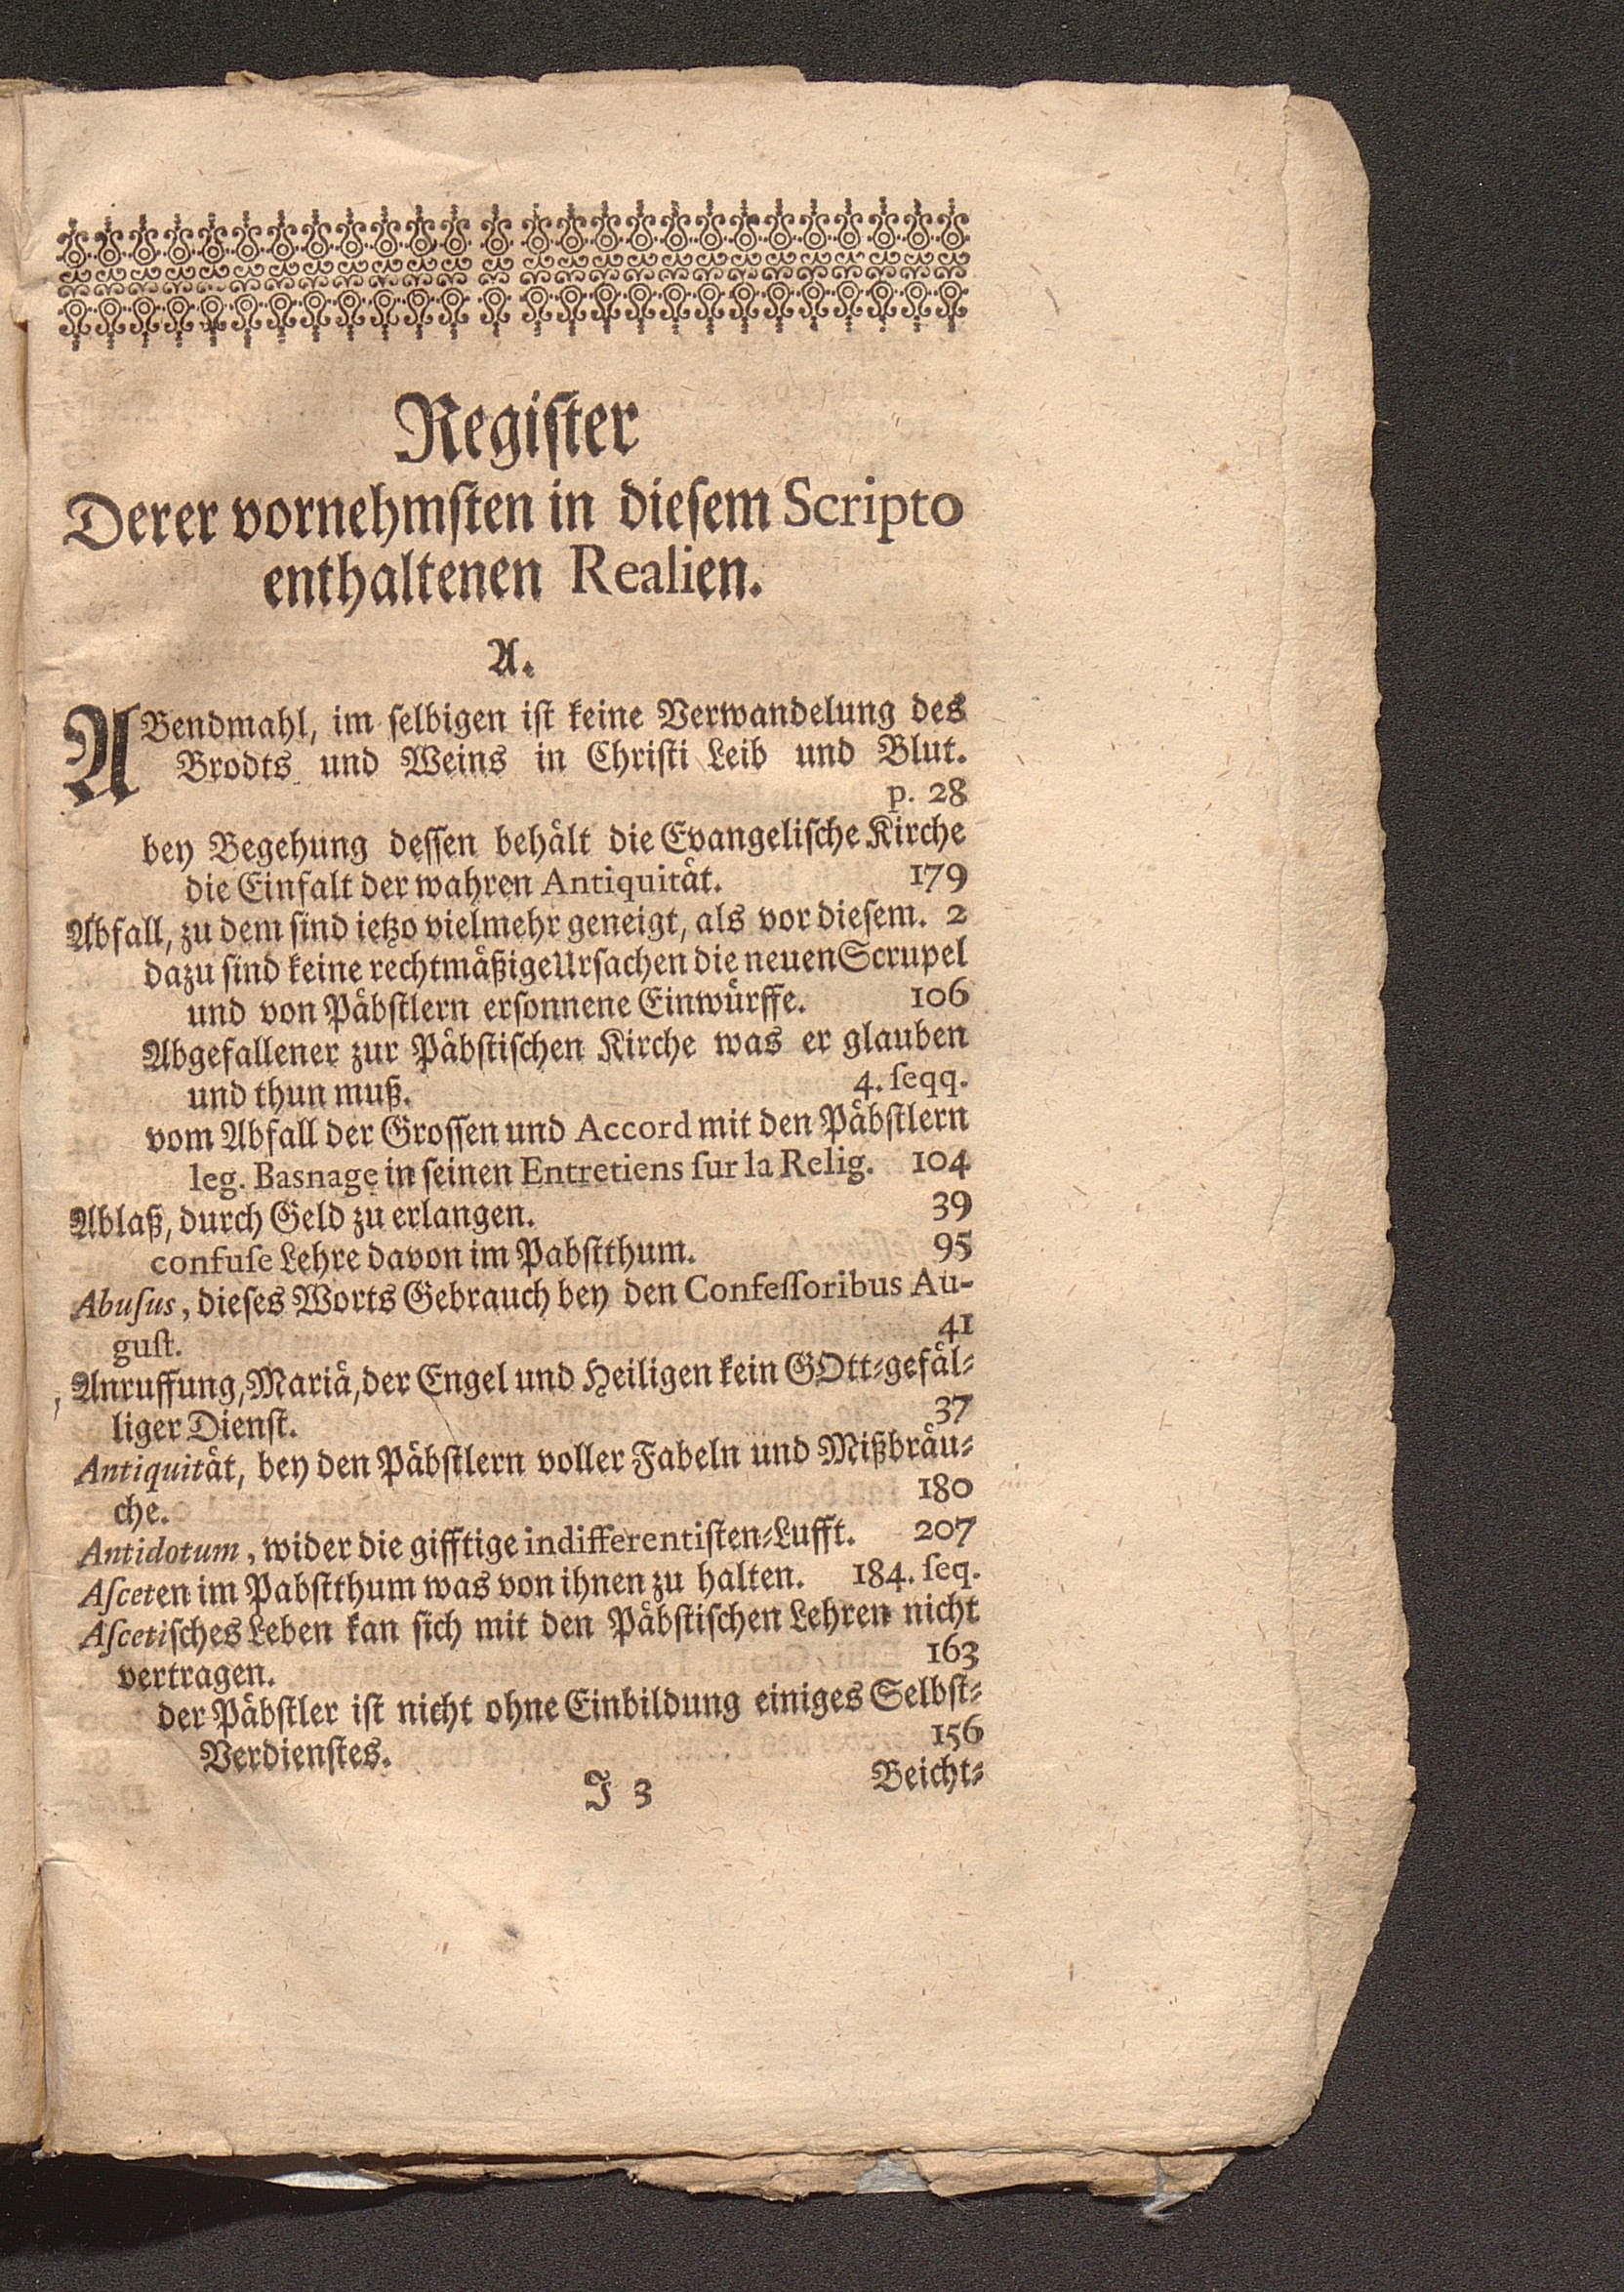 Regiſter
Derer vornehmſten in dieſem Scripto
enthaltenen Realien.
A.
ABendmahl, im ſelbigen iſt keine Verwandelung des
Brodts und Weins in Chriſti Leib und Blut.
p. 28
bey Begehung deſſen behält die Evangeliſche Kirche
die Einfalt der wahren Antiquität. 179
Abfall, zu dem ſind ietzo vielmehr geneigt, als vor dieſem. 2
dazu ſind keine rechtmäßige Urſachen die neuen Scrupel
und von Päbſtlern erſonnene Einwürffe. 106
Abgefallener zur Päbſtiſchen Kirche was er glauben
und thun muß. 4. ſeqq.
vom Abfall der Groſſen und Accord mit den Päbſtlern
leg. Basnage in ſeinen Entretiens ſur la Relig. 104
Ablaß, durch Geld zu erlangen. 39
confuſe Lehre davon im Pabſtthum. 95
Abuſus, dieſes Worts Gebrauch bey den Confeſſoribus Au-
guſt. 41
Anruffung, Mariä, der Engel und Heiligen kein GOtt⸗gefäl⸗
liger Dienſt. 37
Antiquität, bey den Päbſtlern voller Fabeln und Mißbräu⸗
che. 180
Antidotum, wider die gifftige indifferentiſten⸗Lufft. 207
Aſceten im Pabſtthum was von ihnen zu halten. 184. ſeq.
Aſcetiſches Leben kan ſich mit den Päbſtiſchen Lehren nicht
vertragen. 163
der Päbſtler iſt nicht ohne Einbildung einiges Selbſt⸗
Verdienſtes. 156
J 3 Beicht⸗